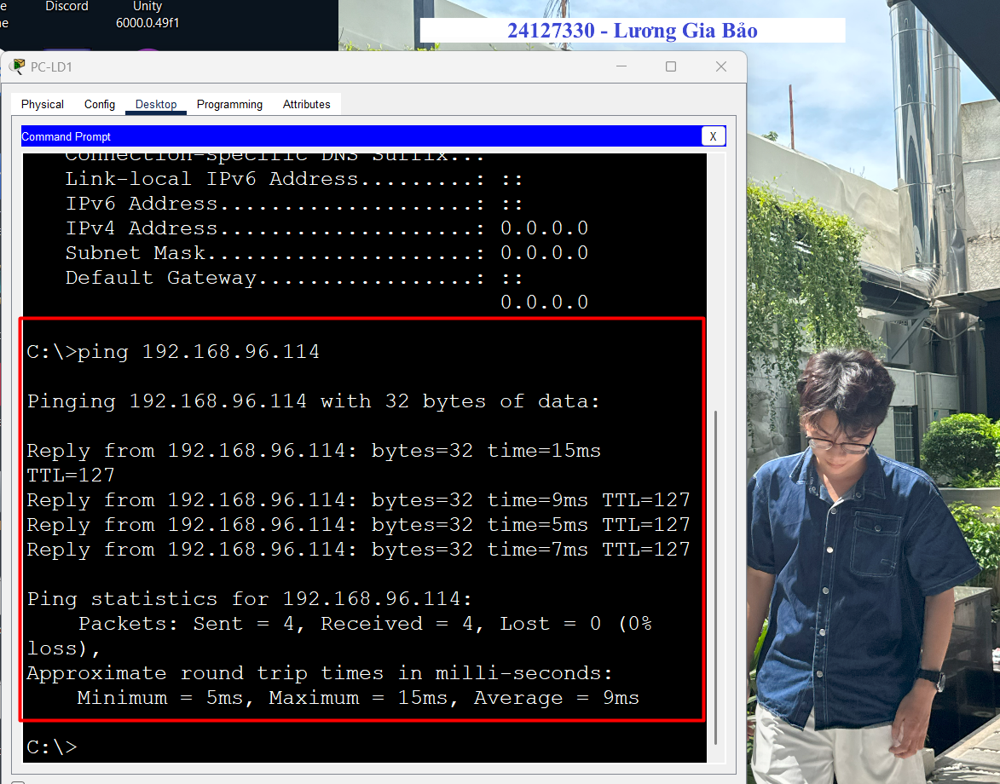 e
Discord
Unity
ne
6000.0.49f1
24127330 - Lương Gia Bảo
PC-LD1
Physical Config Desktop Programming Attributes
Command Prompt
X
Connection-specific DNS Suffix...
Link-local IPv6 Address.........: ::
IPv6 Address....................: ::
IPv4 Address....................: 0.0.0.0
Subnet Mask.....................: 0.0.0.0
Default Gateway.................: ::
0.0.0.0
C:\>ping 192.168.96.114
Pinging 192.168.96.114 with 32 bytes of data:
Reply from 192.168.96.114: bytes=32 time=15ms
TTL=127
Reply from 192.168.96.114: bytes=32 time=9ms TTL=127
Reply from 192.168.96.114: bytes=32 time=5ms TTL=127
Reply from 192.168.96.114: bytes=32 time=7ms TTL=127
Ping statistics for 192.168.96.114:
Packets: Sent = 4, Received = 4, Lost = 0 (0%
loss),
Approximate round trip times in milli-seconds:
Minimum = 5ms, Maximum = 15ms, Average = 9ms
C:\>